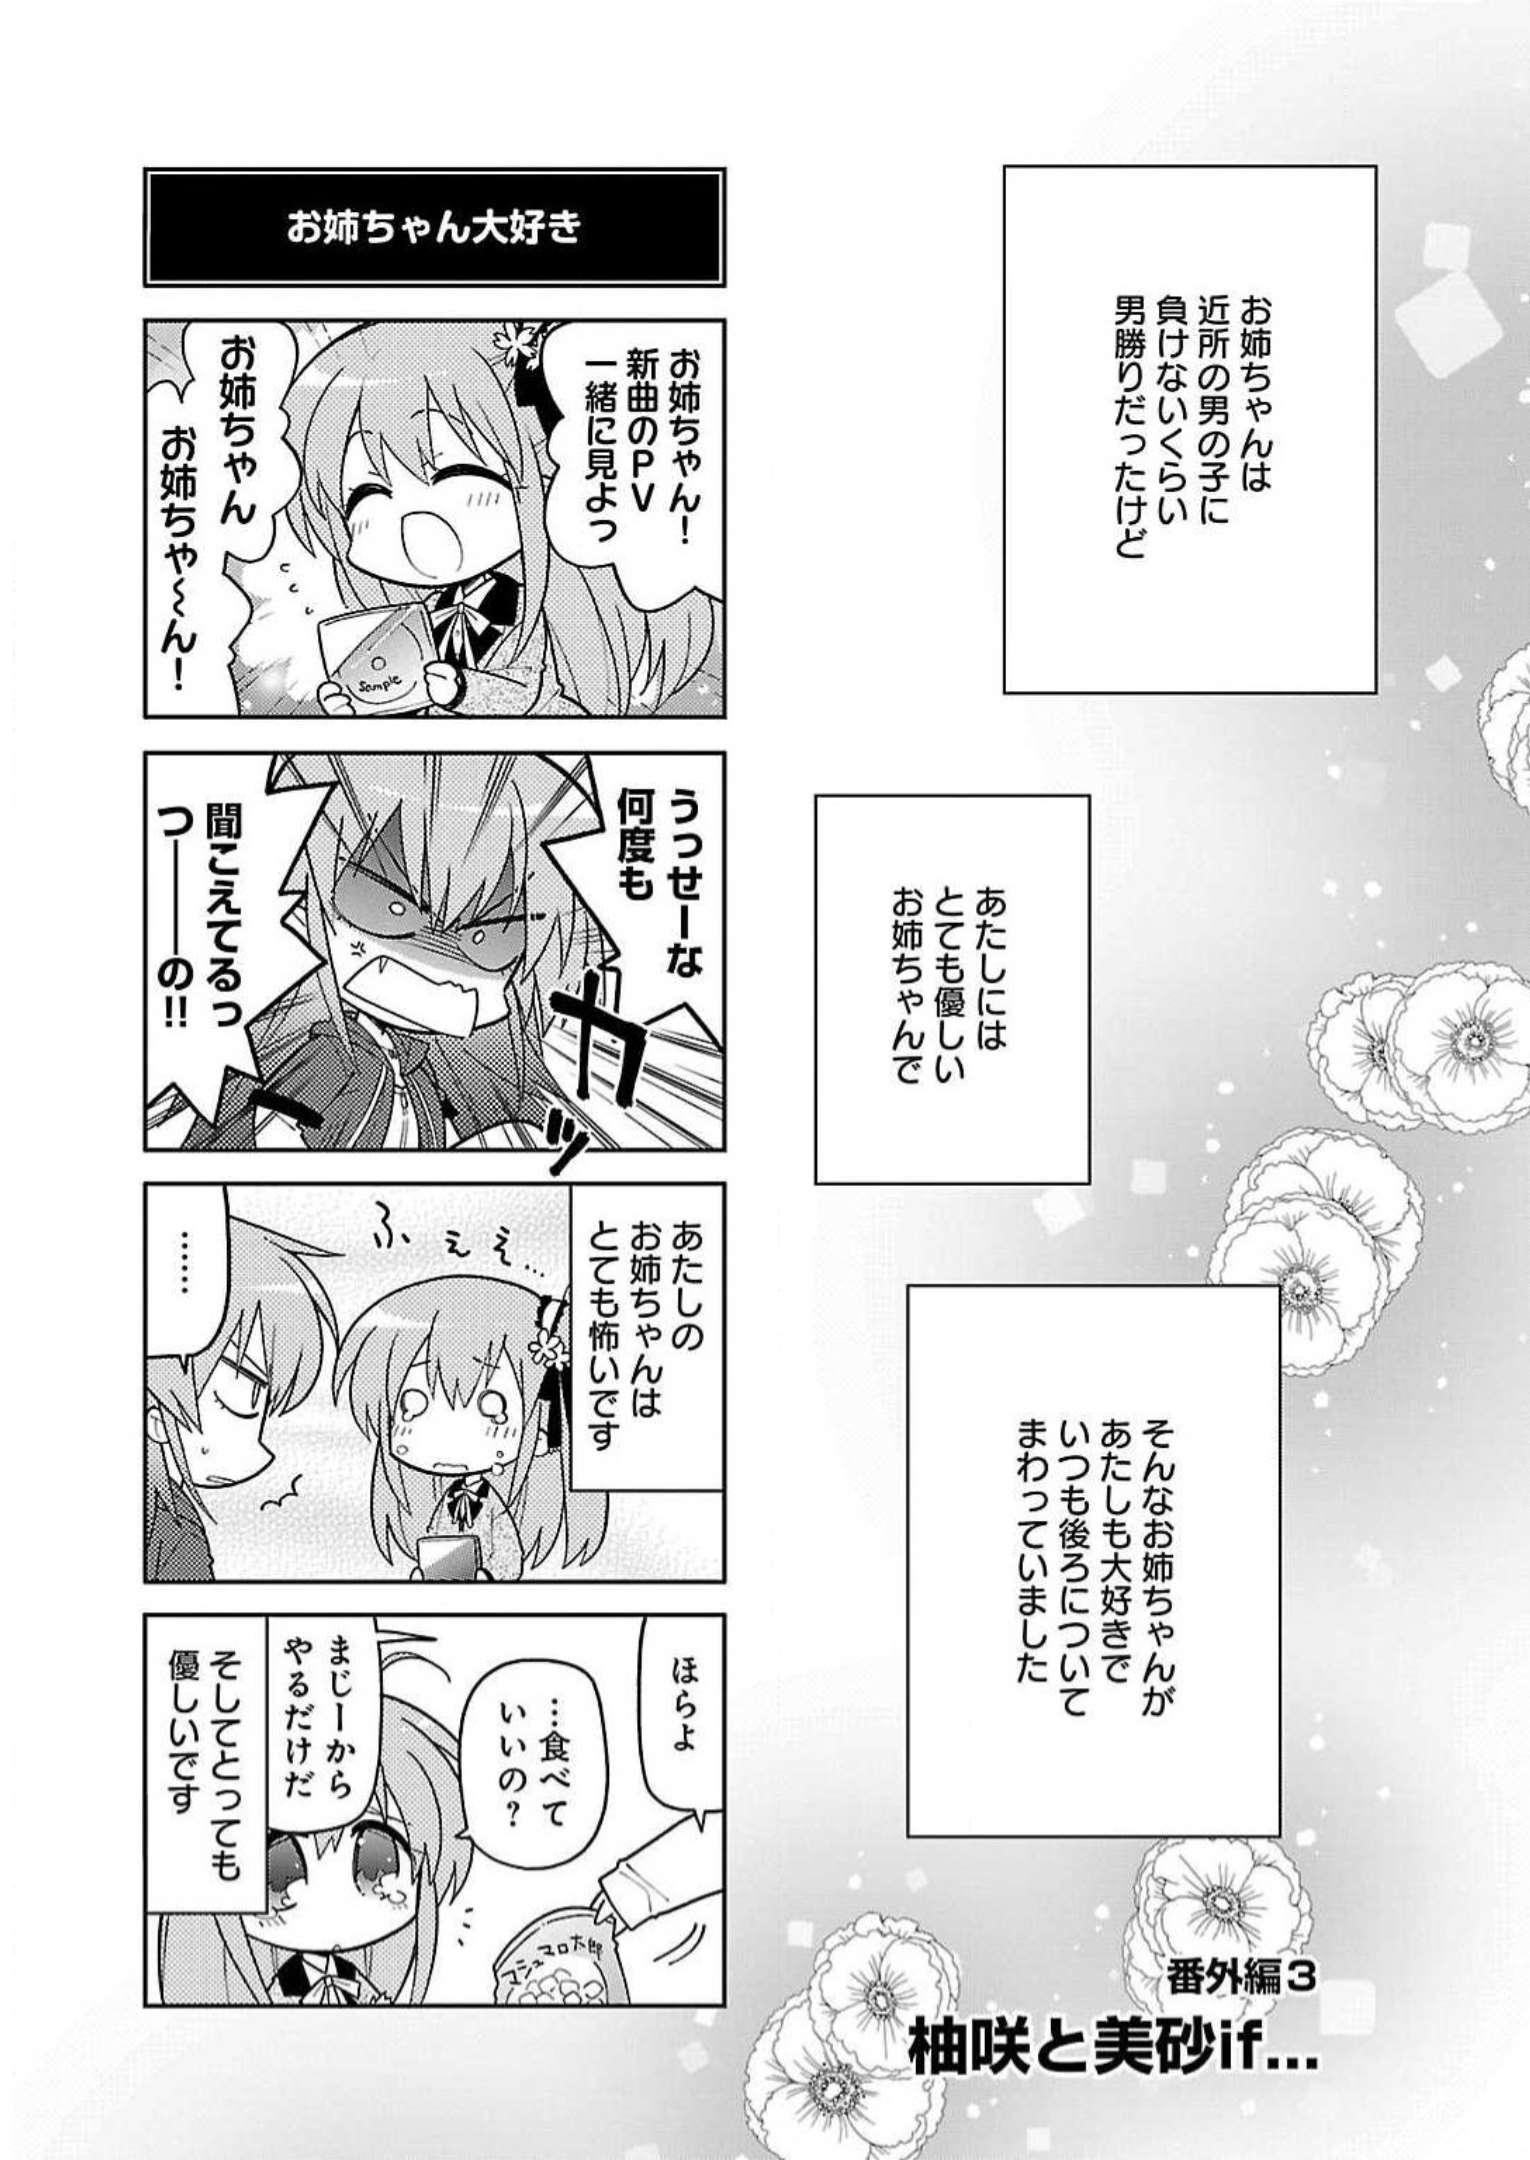 お姉ちゃんは
近所の男の子に
負けないくらい
男勝りだったけど
あたしには
とても優しい
お姉ちゃんで
そんなお姉ちゃんが
あたしも大好きで
いつも後ろについて
まわっていました
番外編3
柚咲と美砂if…
お姉ちゃん大好き
お姉ちゃん!
新曲のPV
一緒に見よっ
Sample
お姉ちゃん
お姉ちゃ〜ん!
うっせーな
何度も
聞こえてるっ
つ――の!!
カッ
あたしの
お姉ちゃんは
とても怖いです
ふぇぇ…
……
ほらよ
…食べて
いいの?
マシュマロ太郎
まじーから
やるだけだ
そしてとっても
優しいです